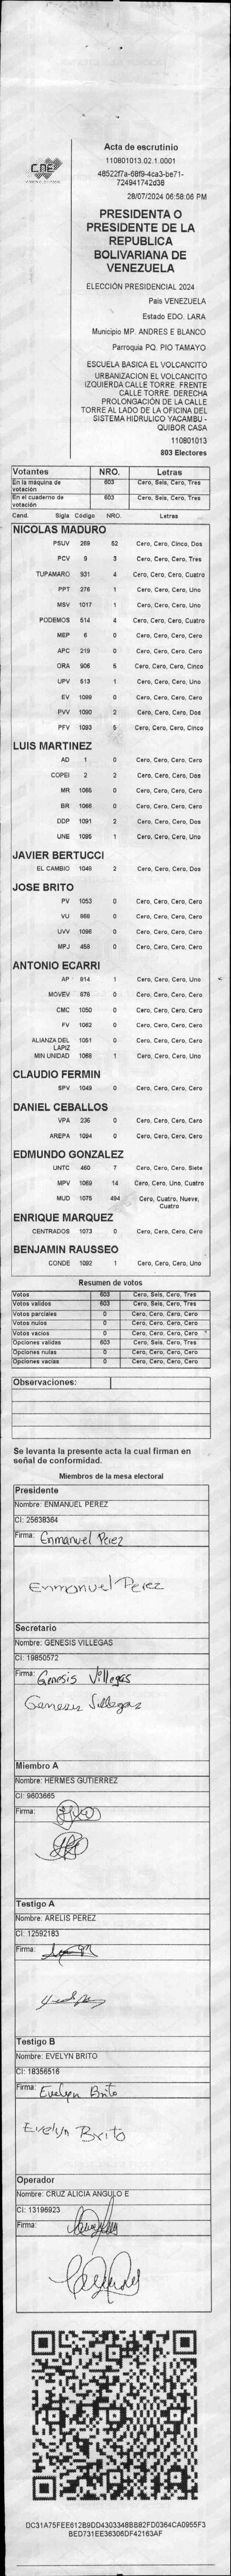 CNE
Acta de escrutinio
110801013.02.1.0001
48522f7a-68f9-4ca3-be71-
724941742d38
28/07/2024 06:58:06 PM
PRESIDENTA O
PRESIDENTE DE LA
REPUBLICA
BOLIVARIANA DE
VENEZUELA
ELECCIÓN PRESIDENCIAL 2024
Pais VENEZUELA
Estado EDO. LARA
Municipio MP. ANDRES E BLANCO
Parroquia PQ. PIO TAMAYO
ESCUELA BASICA EL VOLCANCITO
URBANIZACION EL VOLCANCITO
IZQUIERDA CALLE TORRE. FRENTE
CALLE TORRE. DERECHA
PROLONGACIÓN DE LA CALLE
TORRE AL LADO DE LA OFICINA DEL
SISTEMA HIDRULICO YACAMBU -
QUIBOR CASA
110801013
803 Electores
Votantes NRO. Letras
En la máquina de votación 603 Cero, Seis, Cero, Tres
En el cuaderno de votación 603 Cero, Seis, Cero, Tres
Cand. Sigla Código NRO. Letras
NICOLAS MADURO
PSUV 269 52 Cero, Cero, Cinco, Dos
PCV 9 3 Cero, Cero, Cero, Tres
TUPAMARO 931 4 Cero, Cero, Cero, Cuatro
PPT 276 1 Cero, Cero, Cero, Uno
MSV 1017 1 Cero, Cero, Cero, Uno
PODEMOS 514 4 Cero, Cero, Cero, Cuatro
MEP 6 0 Cero, Cero, Cero, Cero
APC 219 0 Cero, Cero, Cero, Cero
ORA 906 5 Cero, Cero, Cero, Cinco
UPV 513 1 Cero, Cero, Cero, Uno
EV 1099 0 Cero, Cero, Cero, Cero
PVV 1090 2 Cero, Cero, Cero, Dos
PFV 1093 5 Cero, Cero, Cero, Cinco
LUIS MARTINEZ
AD 1 0 Cero, Cero, Cero, Cero
COPEI 2 2 Cero, Cero, Cero, Dos
MR 1065 0 Cero, Cero, Cero, Cero
BR 1066 0 Cero, Cero, Cero, Cero
DDP 1091 2 Cero, Cero, Cero, Dos
UNE 1095 1 Cero, Cero, Cero, Uno
JAVIER BERTUCCI
EL CAMBIO 1048 2 Cero, Cero, Cero, Dos
JOSE BRITO
PV 1053 0 Cero, Cero, Cero, Cero
VU 988 0 Cero, Cero, Cero, Cero
UVV 1096 0 Cero, Cero, Cero, Cero
MPJ 458 0 Cero, Cero, Cero, Cero
ANTONIO ECARRI
AP 914 1 Cero, Cero, Cero, Uno
MOVEV 878 0 Cero, Cero, Cero, Cero
CMC 1050 0 Cero, Cero, Cero, Cero
FV 1062 0 Cero, Cero, Cero, Cero
ALIANZA DEL LAPIZ 1051 0 Cero, Cero, Cero, Cero
MIN UNIDAD 1068 1 Cero, Cero, Cero, Uno
CLAUDIO FERMIN
SPV 1049 0 Cero, Cero, Cero, Cero
DANIEL CEBALLOS
VPA 236 0 Cero, Cero, Cero, Cero
AREPA 1094 0 Cero, Cero, Cero, Cero
EDMUNDO GONZALEZ
UNTC 460 7 Cero, Cero, Cero, Siete
MPV 1069 14 Cero, Cero, Uno, Cuatro
MUD 1075 494 Cero, Cuatro, Nueve, Cuatro
ENRIQUE MARQUEZ
CENTRADOS 1073 0 Cero, Cero, Cero, Cero
BENJAMIN RAUSSEO
CONDE 1092 1 Cero, Cero, Cero, Uno
Resumen de votos
Votos 603 Cero, Seis, Cero, Tres
Votos validos 603 Cero, Seis, Cero, Tres
Votos parciales 0 Cero, Cero, Cero, Cero
Votos nulos 0 Cero, Cero, Cero, Cero
Votos vacios 0 Cero, Cero, Cero, Cero
Opciones validas 603 Cero, Seis, Cero, Tres
Opciones nulas 0 Cero, Cero, Cero, Cero
Opciones vacias 0 Cero, Cero, Cero, Cero
Observaciones:
Se levanta la presente acta la cual firman en
señal de conformidad.
Miembros de la mesa electoral
Presidente
Nombre: ENMANUEL PEREZ
CI: 25638364
Firma: Enmanuel Perez
Enmanuel Perez
Secretario
Nombre: GENESIS VILLEGAS
CI: 19850572
Firma: Genesis Villegas
Genesis Villegas
Miembro A
Nombre: HERMES GUTIERREZ
CI: 9603665
Firma:
Testigo A
Nombre: ARELIS PEREZ
CI: 12592183
Firma:
Testigo B
Nombre: EVELYN BRITO
CI: 18356516
Firma: Evelyn Brito
Evelyn Brito
Operador
Nombre: CRUZ ALICIA ANGULO E
CI: 13196923
Firma:
DC31A75FEE612B9DD4303348BB82FD0364CA0955F3
BED731EE36306DF42163AF